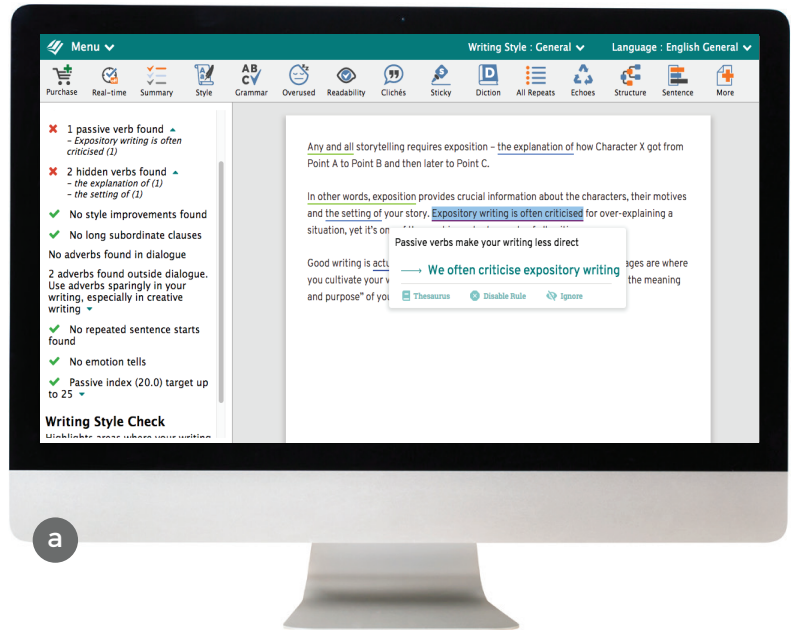 Menu
Writing Style : General
Language : English General
Purchase
Real-time
Summary
Style
Grammar
Overused
Readability
Clichés
Sticky
Diction
All Repeats
Echoes
Structure
Sentence
More
1 passive verb found
– Expository writing is often
criticised (1)
2 hidden verbs found
– the explanation of (1)
– the setting of (1)
No style improvements found
No long subordinate clauses
No adverbs found in dialogue
2 adverbs found outside dialogue.
Use adverbs sparingly in your
writing, especially in creative
writing
No repeated sentence starts
found
No emotion tells
Passive index (20.0) target up
to 25
Writing Style Check
Highlights areas where your writing
Any and all storytelling requires exposition – the explanation of how Character X got from
Point A to Point B and then later to Point C.
In other words, exposition provides crucial information about the characters, their motives
and the setting of your story. Expository writing is often criticised for over-explaining a
situation, yet it's
Good writing is ages are where
you cultivate your the meaning
and purpose" of
Passive verbs make your writing less direct
→ We often criticise expository writing
Thesaurus
Disable Rule
Ignore
a